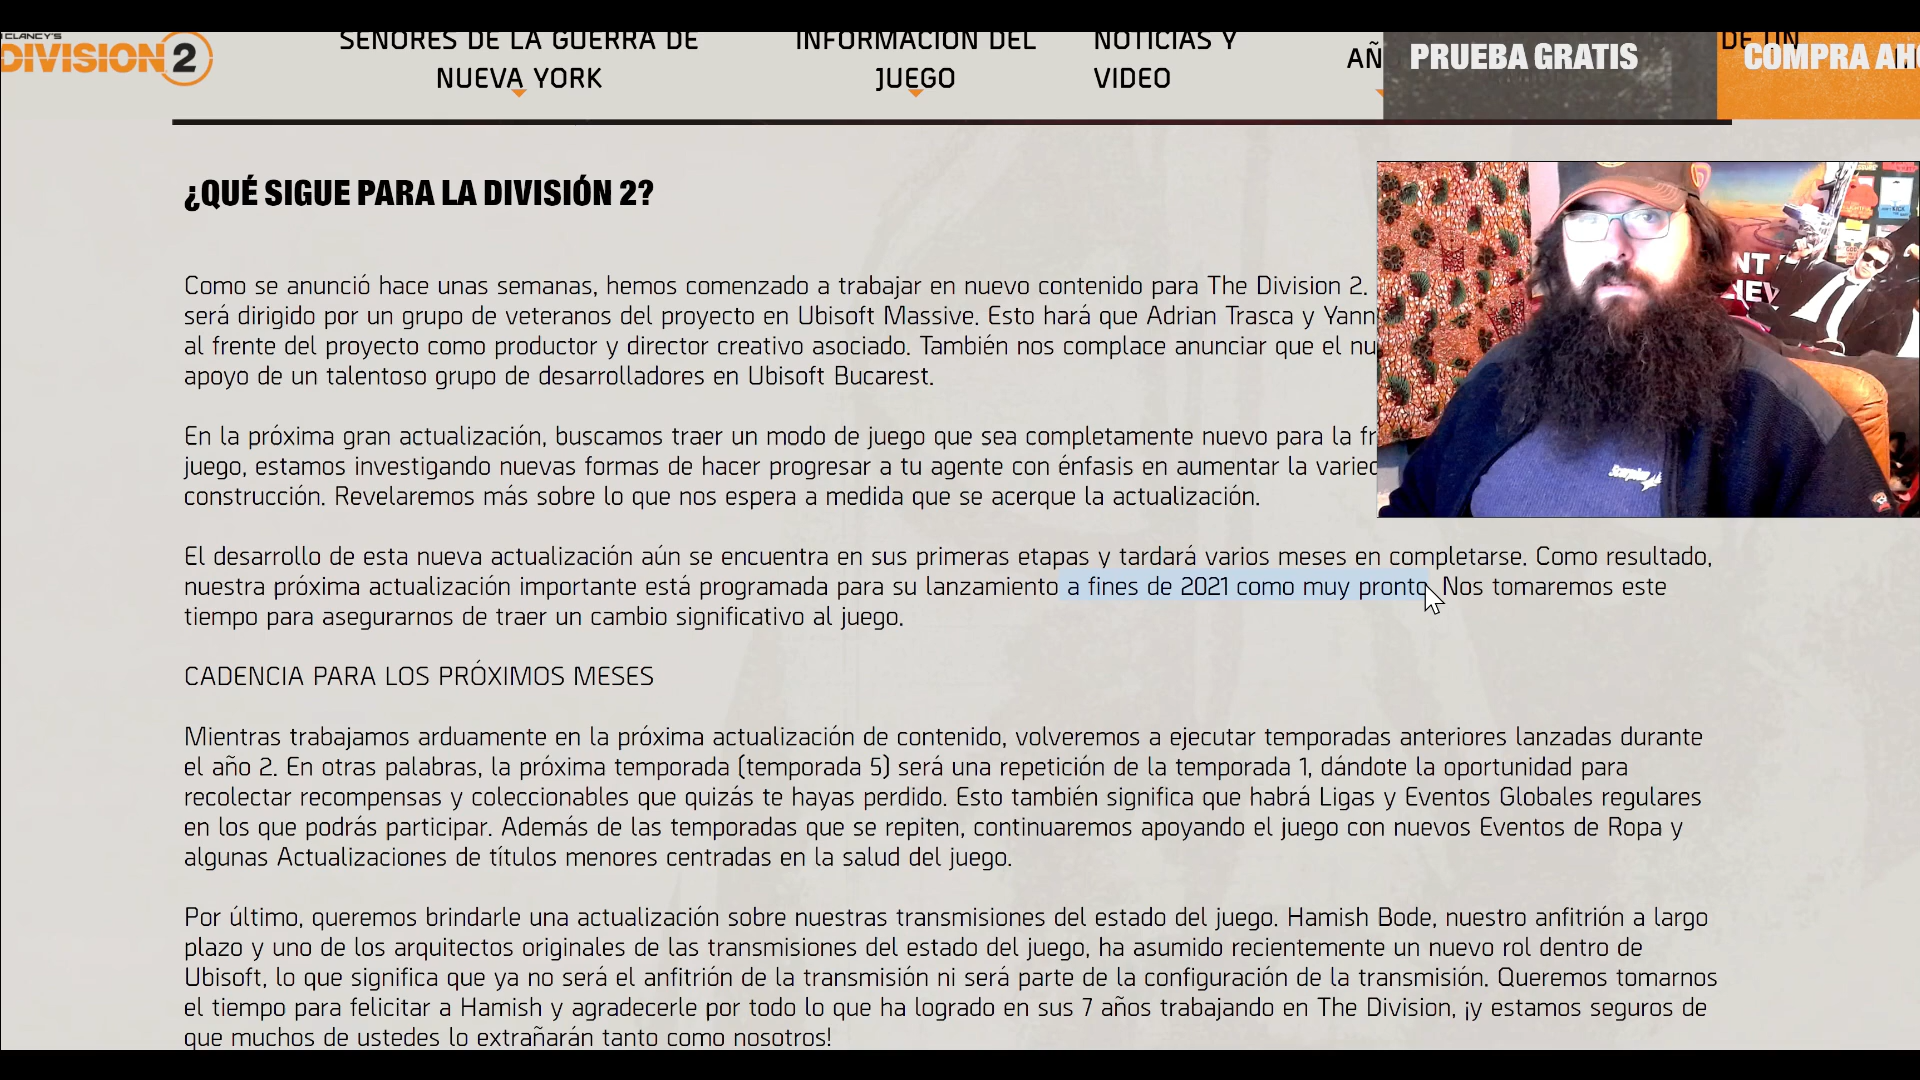 DIVISION 2
SEÑORES DE LA GUERRA DE
NUEVA YORK
INFORMACIÓN DEL
JUEGO
NOTICIAS Y
VIDEO
AÑ
PRUEBA GRATIS
DE UN
COMPRA AHO
¿QUÉ SIGUE PARA LA DIVISIÓN 2?
Como se anunció hace unas semanas, hemos comenzado a trabajar en nuevo contenido para The Division 2.
será dirigido por un grupo de veteranos del proyecto en Ubisoft Massive. Esto hará que Adrian Trasca y Yann
al frente del proyecto como productor y director creativo asociado. También nos complace anunciar que el nu
apoyo de un talentoso grupo de desarrolladores en Ubisoft Bucarest.
En la próxima gran actualización, buscamos traer un modo de juego que sea completamente nuevo para la fr
juego, estamos investigando nuevas formas de hacer progresar a tu agente con énfasis en aumentar la varied
construcción. Revelaremos más sobre lo que nos espera a medida que se acerque la actualización.
El desarrollo de esta nueva actualización aún se encuentra en sus primeras etapas y tardará varios meses en completarse. Como resultado,
nuestra próxima actualización importante está programada para su lanzamiento a fines de 2021 como muy pronto. Nos tomaremos este
tiempo para asegurarnos de traer un cambio significativo al juego.
CADENCIA PARA LOS PRÓXIMOS MESES
Mientras trabajamos arduamente en la próxima actualización de contenido, volveremos a ejecutar temporadas anteriores lanzadas durante
el año 2. En otras palabras, la próxima temporada (temporada 5) será una repetición de la temporada 1, dándote la oportunidad para
recolectar recompensas y coleccionables que quizás te hayas perdido. Esto también significa que habrá Ligas y Eventos Globales regulares
en los que podrás participar. Además de las temporadas que se repiten, continuaremos apoyando el juego con nuevos Eventos de Ropa y
algunas Actualizaciones de títulos menores centradas en la salud del juego.
Por último, queremos brindarle una actualización sobre nuestras transmisiones del estado del juego. Hamish Bode, nuestro anfitrión a largo
plazo y uno de los arquitectos originales de las transmisiones del estado del juego, ha asumido recientemente un nuevo rol dentro de
Ubisoft, lo que significa que ya no será el anfitrión de la transmisión ni será parte de la configuración de la transmisión. Queremos tomarnos
el tiempo para felicitar a Hamish y agradecerle por todo lo que ha logrado en sus 7 años trabajando en The Division, ¡y estamos seguros de
que muchos de ustedes lo extrañarán tanto como nosotros!